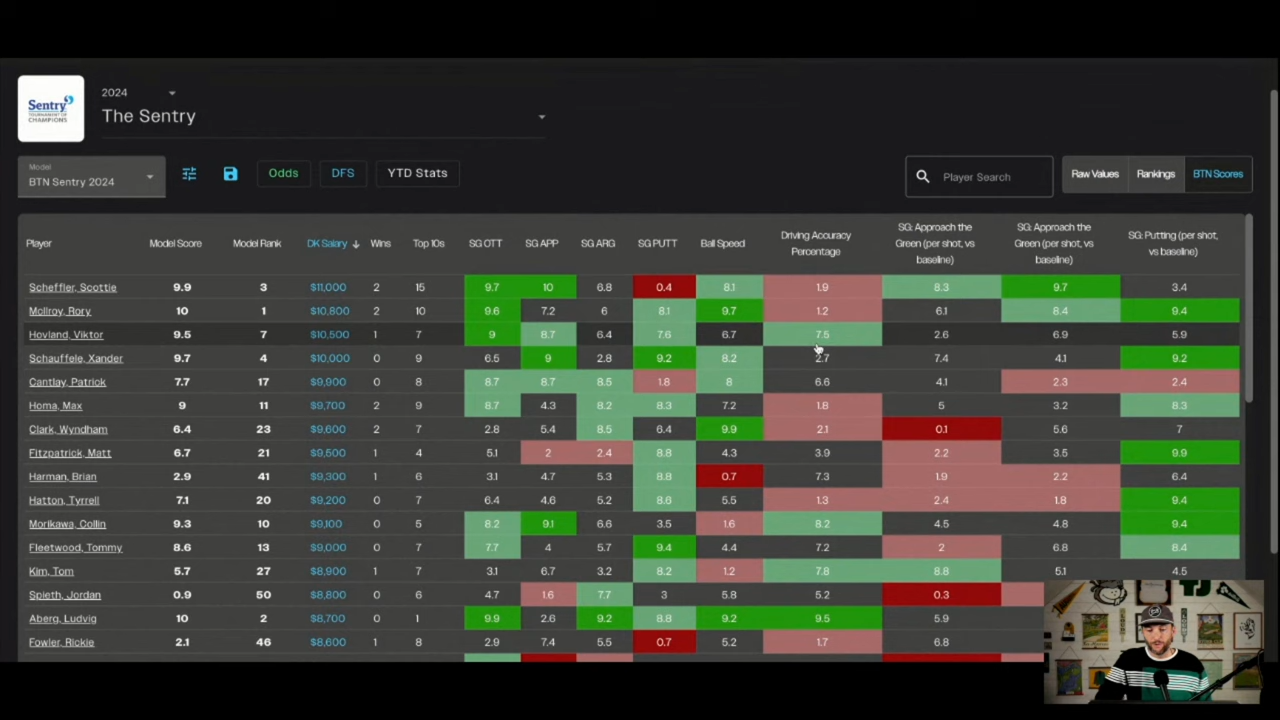 Sentry
TOURNAMENT OF
CHAMPIONS
2024
The Sentry
Model
BTN Sentry 2024
Odds
DFS
YTD Stats
Player Search
Raw Values
Rankings
BTN Scores
Player Model Score Model Rank DK Salary Wins Top 10s SG OTT SG APP SG ARG SG PUTT Ball Speed Driving Accuracy Percentage SG: Approach the Green (per shot, vs baseline) SG: Approach the Green (per shot, vs baseline) SG: Putting (per shot, vs baseline)
Scheffler, Scottie 9.9 3 $11,000 2 15 9.7 10 6.8 0.4 8.1 1.9 8.3 9.7 3.4
McIlroy, Rory 10 1 $10,800 2 10 9.6 7.2 6 8.1 9.7 1.2 6.1 8.4 9.4
Hovland, Viktor 9.5 7 $10,500 1 7 9 8.7 3.4 7.6 6.7 7.5 2.6 6.9 5.9
Schauffele, Xander 9.7 4 $10,000 0 9 6.5 9 2.8 9.2 8.2 2.7 7.4 4.1 9.2
Cantlay, Patrick 7.7 17 $9,900 0 8 8.7 8.7 8.5 1.8 8 6.6 4.1 2.3 2.4
Homa, Max 9 11 $9,700 2 9 8.7 4.3 8.2 8.3 7.2 1.8 5 3.2 8.3
Clark, Wyndham 6.4 23 $9,600 2 7 2.8 5.4 8.5 6.4 9.9 2.1 0.1 5.6 7
Fitzpatrick, Matt 6.7 21 $9,500 1 4 5.1 2 2.4 8.8 4.3 3.9 2.2 3.5 9.9
Harman, Brian 2.9 41 $9,300 1 6 3.1 4.7 5.3 8.8 0.7 7.3 1.9 2.2 6.4
Hatton, Tyrrell 7.1 20 $9,200 0 7 6.4 4.6 5.2 8.6 5.5 1.3 2.4 1.8 9.4
Morikawa, Collin 9.3 10 $9,100 0 5 8.2 9.1 6.6 3.5 1.6 8.2 4.5 4.8 9.4
Fleetwood, Tommy 8.6 13 $9,000 0 7 7.7 4 5.7 9.4 4.4 7.2 2 6.8 8.4
Kim, Tom 5.7 27 $8,900 1 7 3.1 6.7 3.2 8.2 1.2 7.8 8.8 5.1 4.5
Spieth, Jordan 0.9 50 $8,800 0 6 4.7 1.6 7.7 3 5.8 5.2 0.3
Aberg, Ludvig 10 2 $8,700 0 1 9.9 2.6 9.2 8.8 9.2 9.5 5.9
Fowler, Rickie 2.1 46 $8,600 1 8 2.9 7.4 5.5 0.7 5.2 1.7 6.8